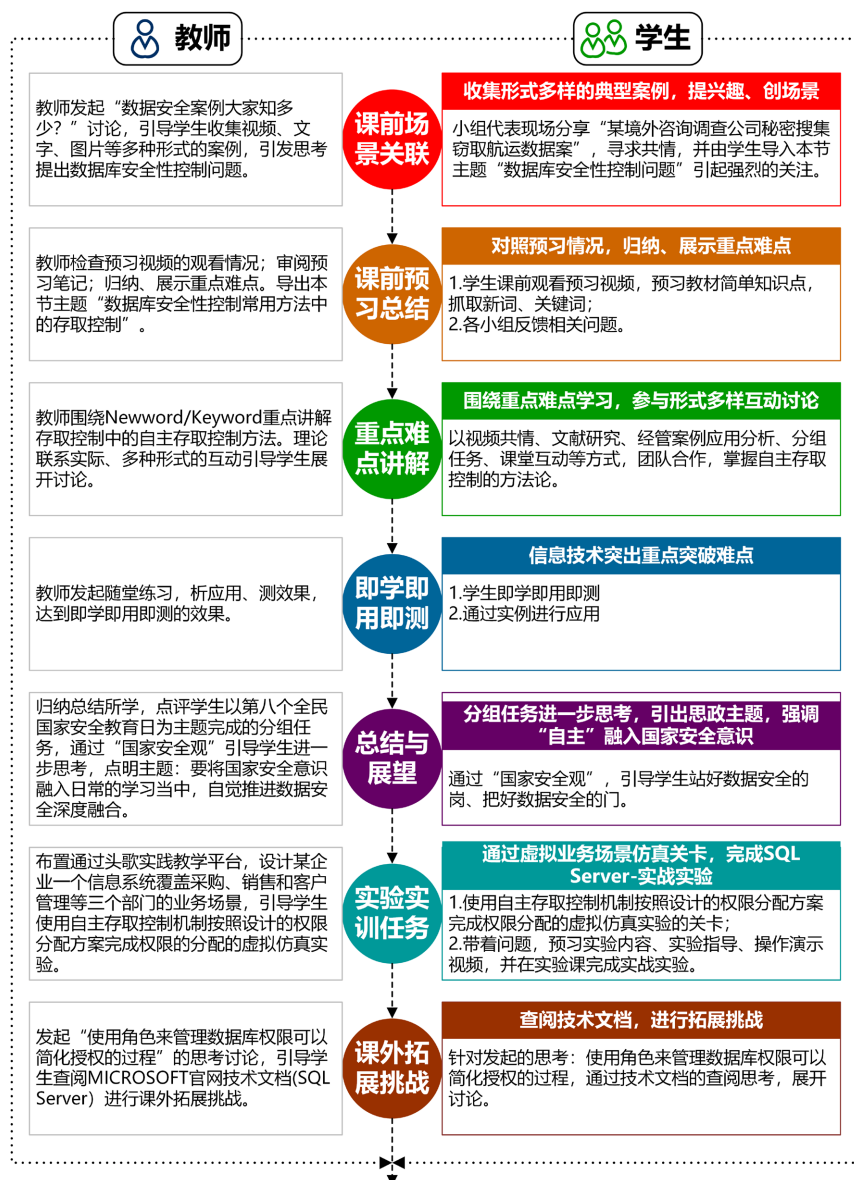 教师
学生
教师发起“数据安全案例大家知多
少？”讨论，引导学生收集视频、文
字、图片等多种形式的案例，引发思考
提出数据库安全性控制问题。
课前场
景关联
收集形式多样的典型案例，提兴趣、创场景
小组代表现场分享“某境外咨询调查公司秘密搜集
窃取航运数据案”，寻求共情，并由学生导入本节
主题“数据库安全性控制问题”引起强烈的关注。
教师检查预习视频的观看情况；审阅预
习笔记；归纳、展示重点难点。导出本
节主题“数据库安全性控制常用方法中
的存取控制”。
课前预
习总结
对照预习情况，归纳、展示重点难点
1.学生课前观看预习视频，预习教材简单知识点，
抓取新词、关键词；
2.各小组反馈相关问题。
教师围绕Newword/Keyword重点讲解
存取控制中的自主存取控制方法。理论
联系实际、多种形式的互动引导学生展
开讨论。
重点难
点讲解
围绕重点难点学习，参与形式多样互动讨论
以视频共情、文献研究、经管案例应用分析、分组
任务、课堂互动等方式，团队合作，掌握自主存取
控制的方法论。
教师发起随堂练习，析应用、测效果，
达到即学即用即测的效果。
即学即
用即测
信息技术突出重点突破难点
1.学生即学即用即测
2.通过实例进行应用
归纳总结所学，点评学生以第八个全民
国家安全教育日为主题完成的分组任
务，通过“国家安全观”引导学生进一
步思考，点明主题：要将国家安全意识
融入日常的学习当中，自觉推进数据安
全深度融合。
总结与
展望
分组任务进一步思考，引出思政主题，强调
“自主”融入国家安全意识
通过“国家安全观”，引导学生站好数据安全的
岗、把好数据安全的门。
布置通过头歌实践教学平台，设计某企
业一个信息系统覆盖采购、销售和客户
管理等三个部门的业务场景，引导学生
使用自主存取控制机制按照设计的权限
分配方案完成权限的分配的虚拟仿真实
验。
实验实
训任务
通过虚拟业务场景仿真关卡，完成SQL
Server-实战实验
1.使用自主存取控制机制按照设计的权限分配方案
完成权限分配的虚拟仿真实验的关卡；
2.带着问题，预习实验内容、实验指导、操作演示
视频，并在实验课完成实战实验。
发起“使用角色来管理数据库权限可以
简化授权的过程”的思考讨论，引导学
生查阅MICROSOFT官网技术文档(SQL
Server）进行课外拓展挑战。
课外拓
展挑战
查阅技术文档，进行拓展挑战
针对发起的思考：使用角色来管理数据库权限可以
简化授权的过程，通过技术文档的查阅思考，展开
讨论。